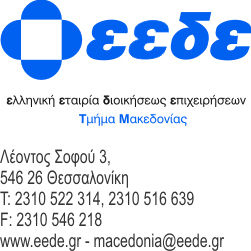 εεδε
ελληνική εταιρία διοικήσεως επιχειρήσεων
Τμήμα Μακεδονίας
Λέοντος Σοφού 3,
546 26 Θεσσαλονίκη
Τ: 2310 522 314, 2310 516 639
F: 2310 546 218
www.eede.gr - macedonia@eede.gr